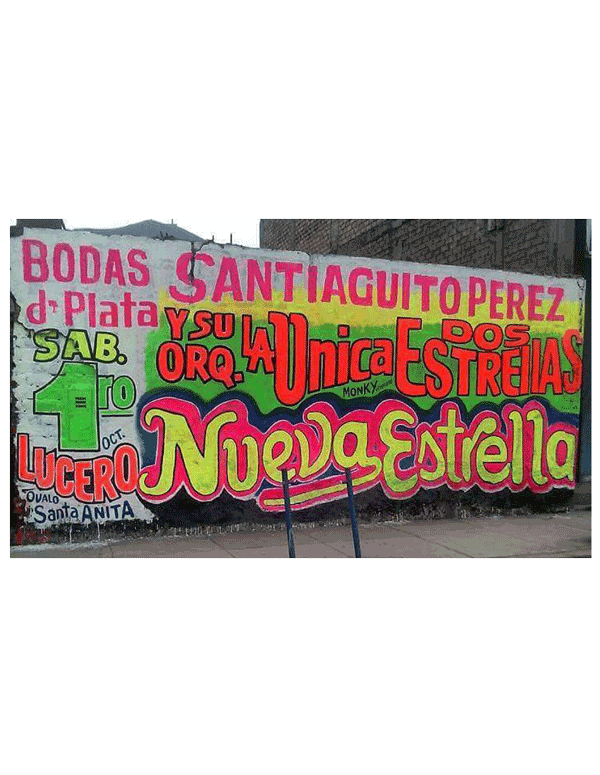 BODAS
d' Plata
SAB.
1ro
OCT.
LUCERO
OVALO
Santa ANITA
SANTIAGUITO PEREZ
Y SU
ORQ.
LA Unica DOS
ESTRELLAS
MONKY
Nueva Estrella